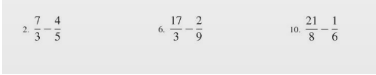 2. 7/3 − 4/5    6. 17/3 − 2/9    10. 21/8 − 1/6